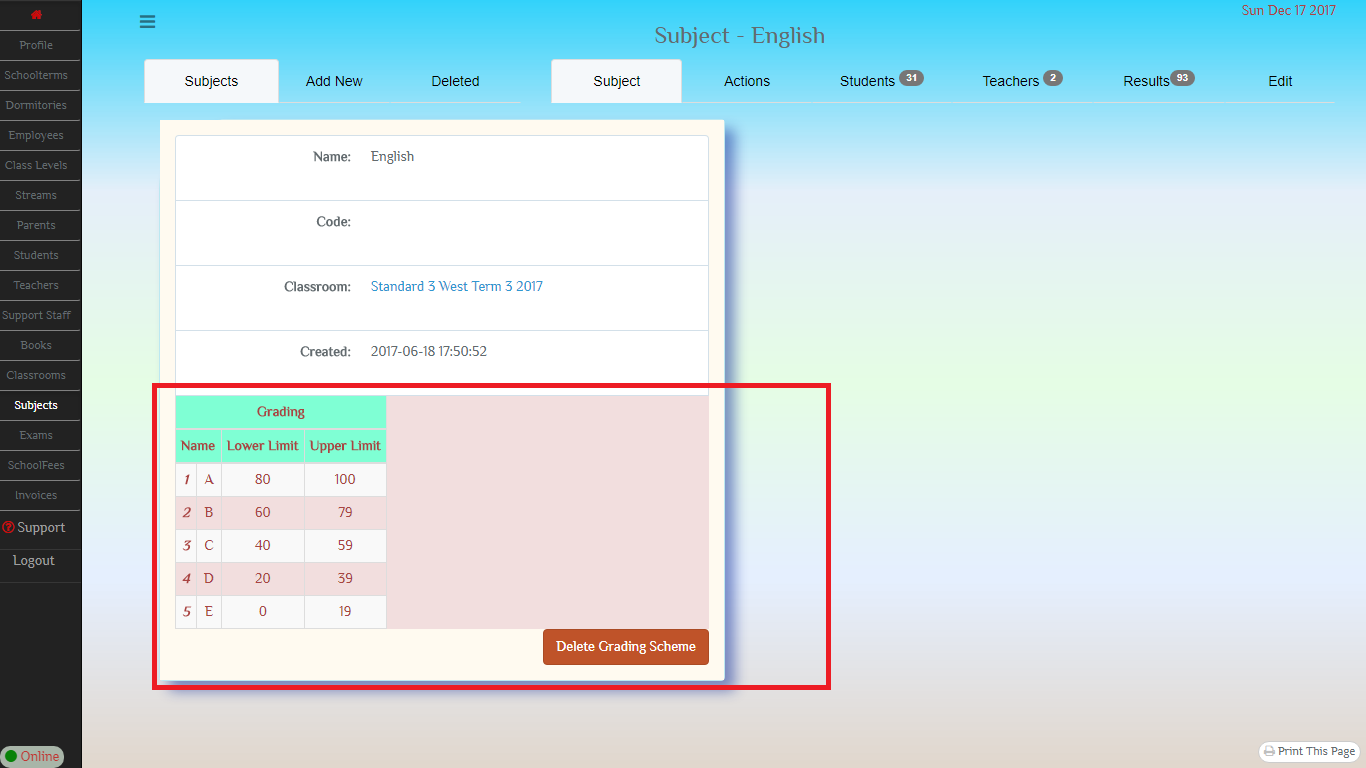 Sun Dec 17 2017
Subject - English
Profile
Schoolterms
Dormitories
Employees
Class Levels
Streams
Parents
Students
Teachers
Support Staff
Books
Classrooms
Subjects
Exams
SchoolFees
Invoices
Support
Logout
Online
Subjects Add New Deleted Subject Actions Students 31 Teachers 2 Results 93 Edit
Name: English
Code:
Classroom: Standard 3 West Term 3 2017
Created: 2017-06-18 17:50:52
Grading
Name Lower Limit Upper Limit
1 A 80 100
2 B 60 79
3 C 40 59
4 D 20 39
5 E 0 19
Delete Grading Scheme
Print This Page